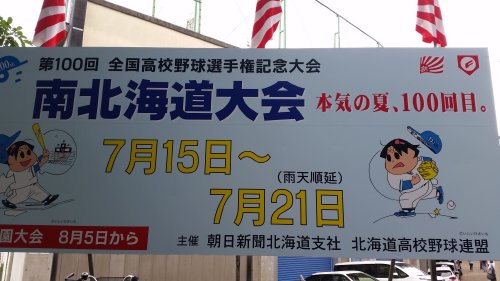 第100回 全国高校野球選手権記念大会
南北海道大会
本気の夏、100回目。
7月15日〜
(雨天順延)
7月21日
園大会 8月5日から
主催 朝日新聞北海道支社 北海道高校野球連盟